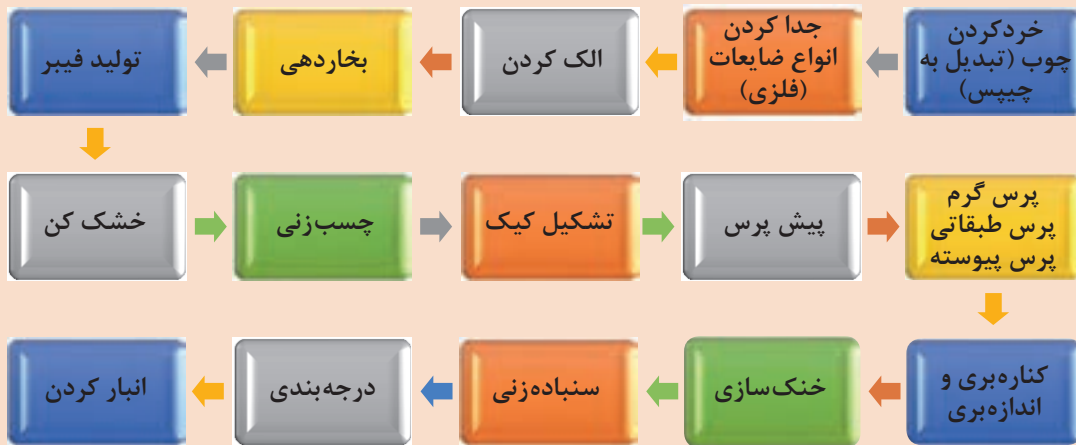 خردکردن
چوب (تبدیل به
چیپس)
جدا کردن
انواع ضایعات
(فلزی)
الک کردن
بخاردهی
تولید فیبر
خشک کن
چسب‌زنی
تشکیل کیک
پیش پرس
پرس گرم
پرس طبقاتی
پرس پیوسته
کناره‌بری و
اندازه‌بری
خنک‌سازی
سنباده‌زنی
درجه‌بندی
انبار کردن